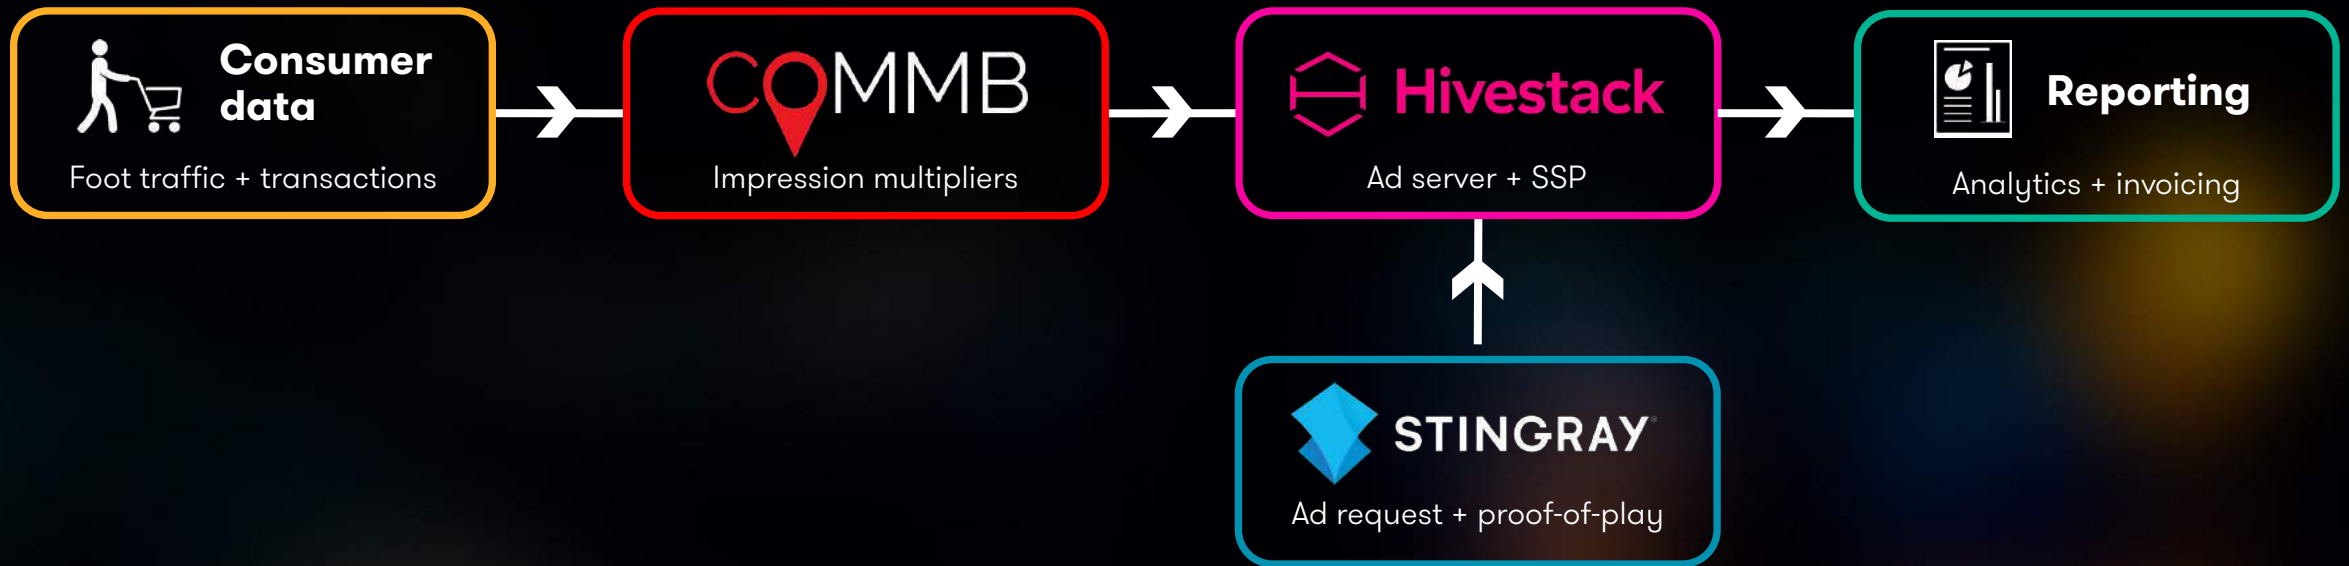 Consumer
data
Foot traffic + transactions
COMMB
Impression multipliers
Hivestack
Ad server + SSP
Reporting
Analytics + invoicing
STINGRAY
Ad request + proof-of-play